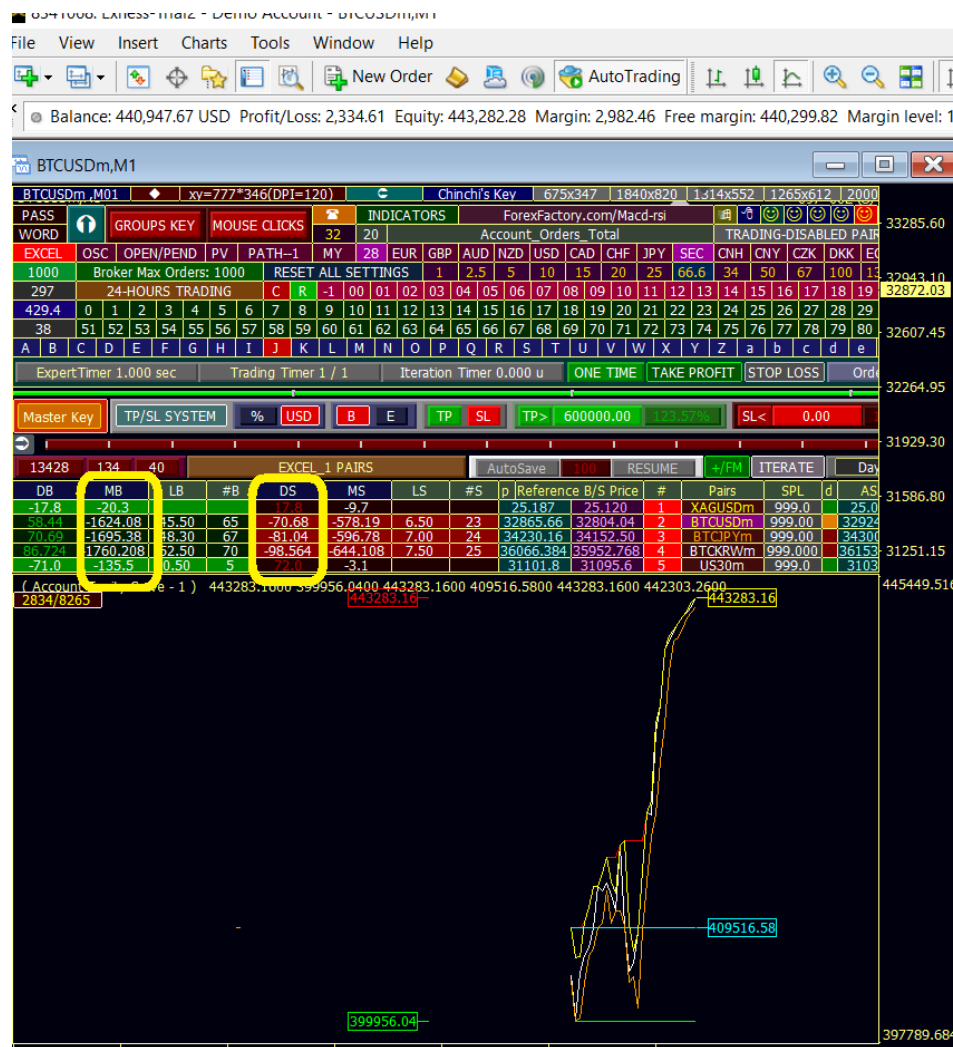 File View Insert Charts Tools Window Help
New Order AutoTrading
Balance: 440,947.67 USD Profit/Loss: 2,334.61 Equity: 443,282.28 Margin: 2,982.46 Free margin: 440,299.82 Margin level: 1
BTCUSDm,M1
BTCUSDm ,M01 xy=777*346(DPI=120) C Chinchi's Key 675x347 1840x820 1314x552 1265x612 2000
PASS WORD GROUPS KEY MOUSE CLICKS INDICATORS ForexFactory.com/Macd-rsi
32 20 Account_Orders_Total TRADING-DISABLED PAIR
33285.60
EXCEL OSC OPEN/PEND PV PATH--1 MY 28 EUR GBP AUD NZD USD CAD CHF JPY SEC CNH CNY CZK DKK
1000 Broker Max Orders: 1000 RESET ALL SETTINGS 1 2.5 5 10 15 20 25 66.6 34 50 67 100
32943.10
297 24-HOURS TRADING C R -1 00 01 02 03 04 05 06 07 08 09 10 11 12 13 14 15 16 17 18 19
32872.03
429.4 0 1 2 3 4 5 6 7 8 9 10 11 12 13 14 15 16 17 18 19 20 21 22 23 24 25 26 27 28 29
38 51 52 53 54 55 56 57 58 59 60 61 62 63 64 65 66 67 68 69 70 71 72 73 74 75 76 77 78 79 80
32607.45
A B C D E F G H I J K L M N O P Q R S T U V W X Y Z a b c d e
ExpertTimer 1.000 sec Trading Timer 1 / 1 Iteration Timer 0.000 u ONE TIME TAKE PROFIT STOP LOSS Orde
32264.95
Master Key TP/SL SYSTEM % USD B E TP SL TP> 600000.00 123.57% SL< 0.00
31929.30
13428 134 40 EXCEL_1 PAIRS AutoSave 100 RESUME +/FM ITERATE Day
DB MB LB #B DS MS LS #S p Reference B/S Price # Pairs SPL d AS
31586.80
-17.8 -20.3 17.8 -9.7 25.187 25.120 1 XAGUSDm 999.0 25.0
58.44 -1624.08 45.50 65 -70.68 -578.19 6.50 23 32865.66 32804.04 2 BTCUSDm 999.00 32924
70.69 -1695.38 48.30 67 -81.04 -596.78 7.00 24 34230.16 34152.50 3 BTCJPYm 999.00 34300
86.724 -1760.208 52.50 70 -98.564 -644.108 7.50 25 36066.384 35952.768 4 BTCKRWm 999.000 36153
31251.15
-71.0 -135.5 0.50 5 72.0 -3.1 31101.8 31095.6 5 US30m 999.0 3103
443283.1600 399956.0400 443283.1600 409516.5800 443283.1600 442303.2600
445449.516
2834/8265 443283.16 443283.16
409516.58
399956.04
397789.684